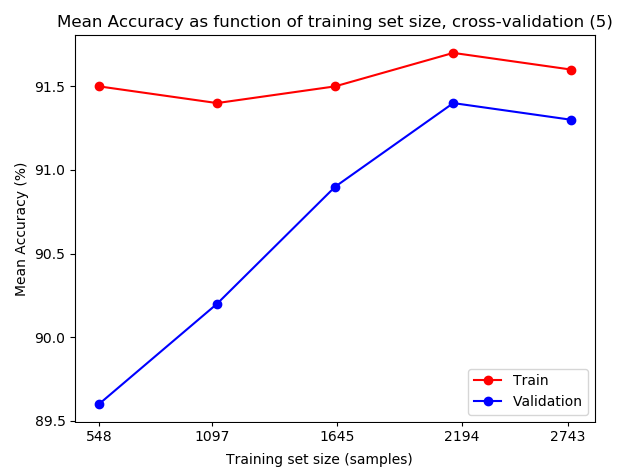 Mean Accuracy as function of training set size, cross-validation (5)
91.5
91.0
90.5
90.0
89.5
Mean Accuracy (%)
Train
Validation
548 1097 1645 2194 2743
Training set size (samples)